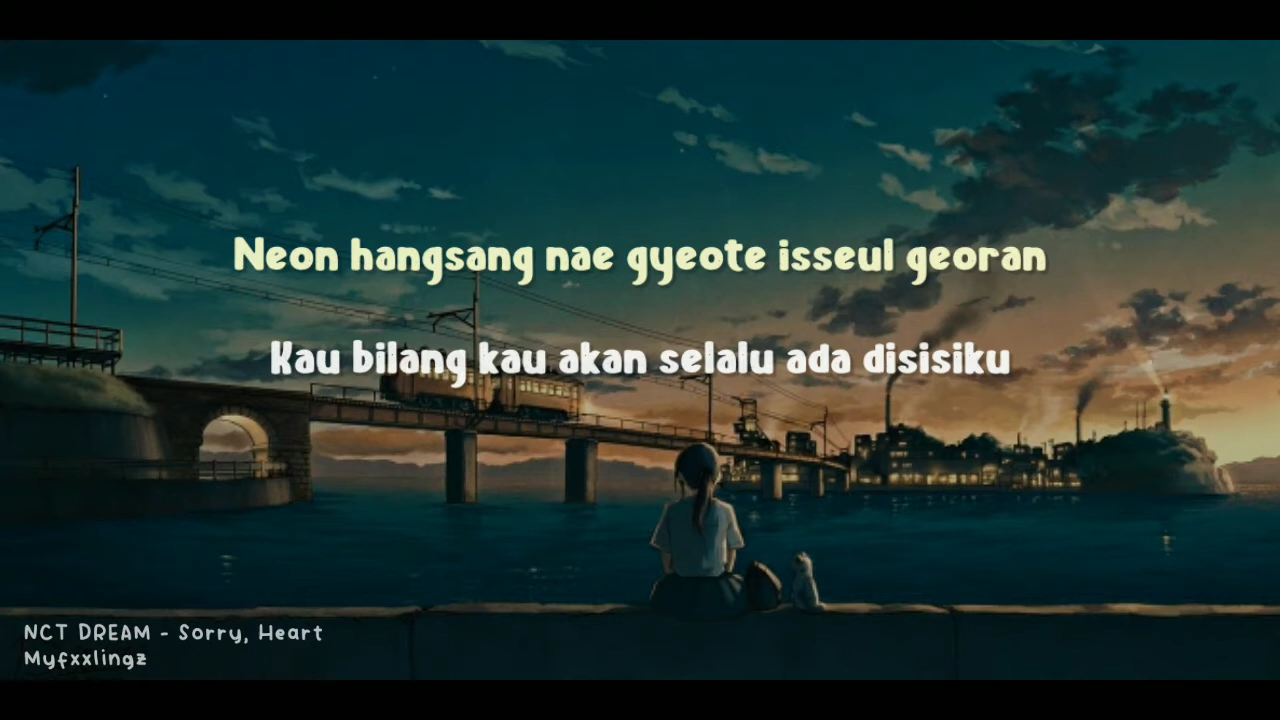 Neon hangsang nae gyeote isseul georan
Kau bilang kau akan selalu ada disisiku
NCT DREAM - Sorry, Heart
Myfxxlingz